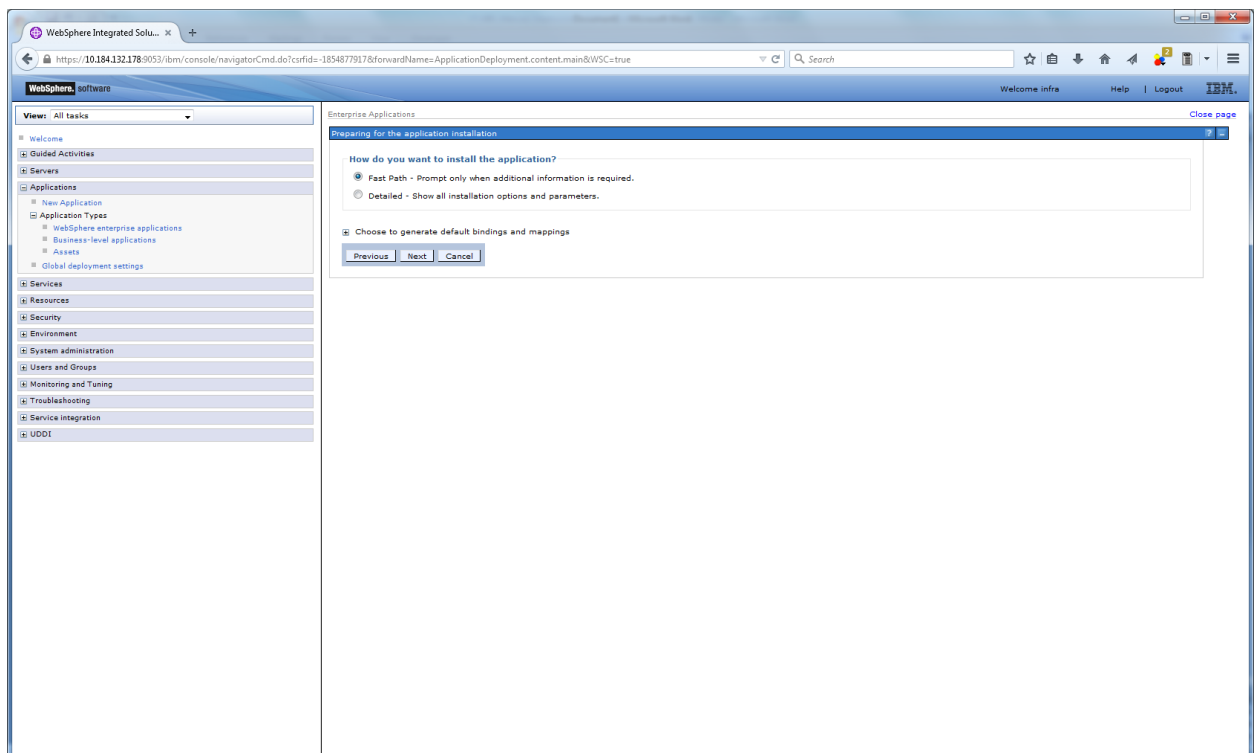 WebSphere Integrated Solu...
https://10.184.132.178:9053/ibm/console/navigatorCmd.do?csrfid=-1854877917&forwardName=ApplicationDeployment.content.main&WSC=true
Search
2
WebSphere. software
Welcome infra
Help | Logout
IBM.
View: All tasks
Welcome
Guided Activities
Servers
Applications
New Application
Application Types
WebSphere enterprise applications
Business-level applications
Assets
Global deployment settings
Services
Resources
Security
Environment
System administration
Users and Groups
Monitoring and Tuning
Troubleshooting
Service integration
UDDI
Enterprise Applications
Close page
Preparing for the application installation
? -
How do you want to install the application?
Fast Path - Prompt only when additional information is required.
Detailed - Show all installation options and parameters.
Choose to generate default bindings and mappings
Previous Next Cancel